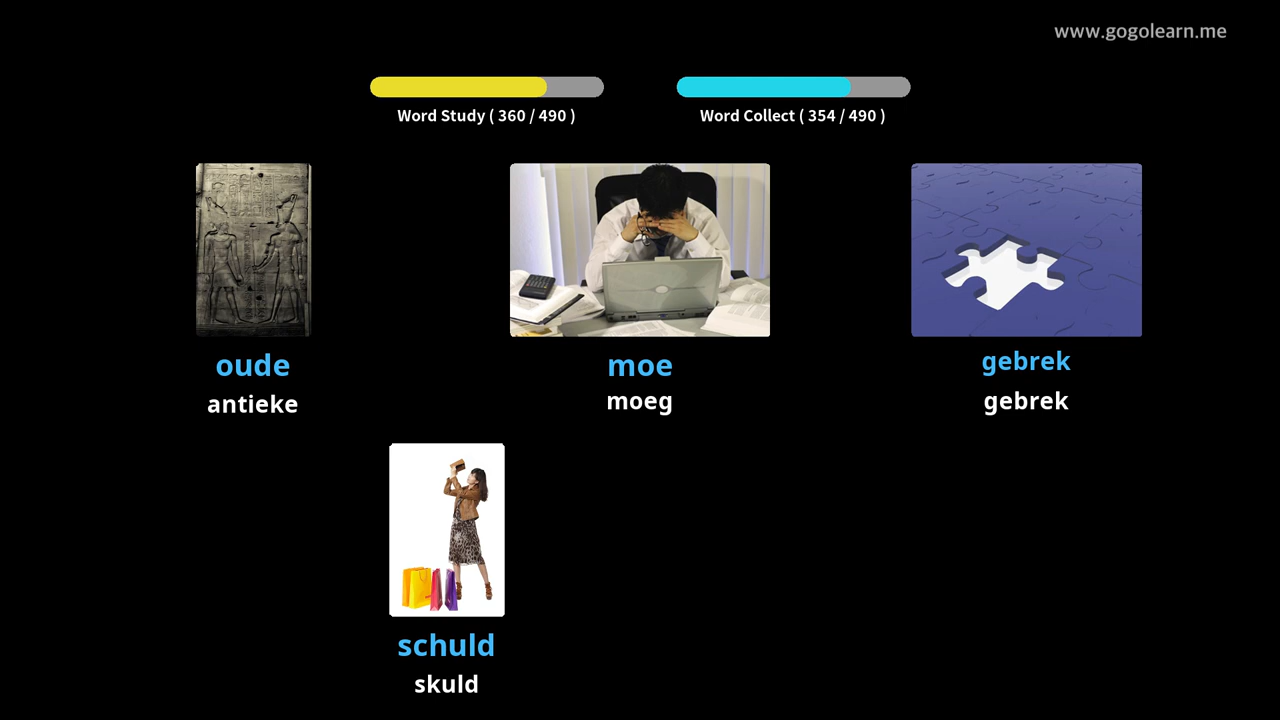 www.gogolearn.me
Word Study ( 360 / 490 )
Word Collect ( 354 / 490 )
oude
antieke
moe
moeg
gebrek
gebrek
schuld
skuld